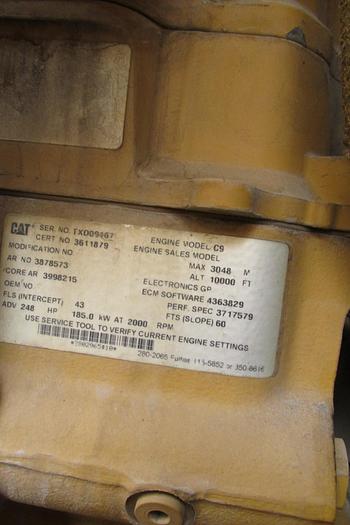 CAT SER. NO. TXD09467 ENGINE MODEL C9
CERT NO 3611879 ENGINE SALES MODEL
MODIFICATION NO MAX 3048 M
AR NO 3878573 ALT 10000 FT
CORE AR 3998215 ELECTRONICS GP
OEM NO ECM SOFTWARE 4363829
FLS (INTERCEPT) 43 PERF. SPEC 3717579
ADV 248 HP 185.0 kW AT 2000 RPM FTS (SLOPE) 60
USE SERVICE TOOL TO VERIFY CURRENT ENGINE SETTINGS
280-2065